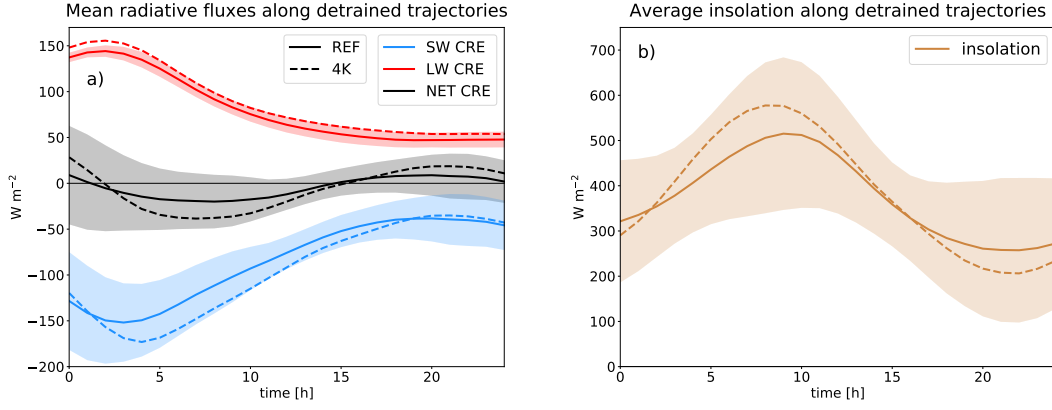 Mean radiative fluxes along detrained trajectories
a)
REF
4K
SW CRE
LW CRE
NET CRE
W m−2
150
100
50
0
−50
−100
−150
−200
0
5
10
15
20
time [h]
Average insolation along detrained trajectories
b)
insolation
W m−2
700
600
500
400
300
200
100
0
0
5
10
15
20
time [h]